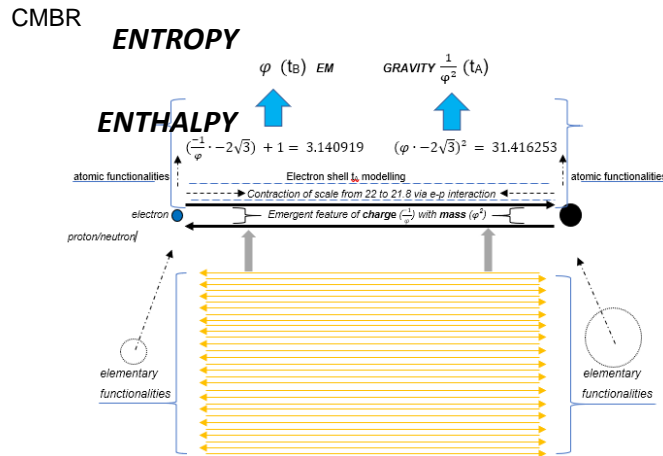 CMBR
ENTROPY
φ (tB) EM GRAVITY 1/φ² (tA)
ENTHALPY
(-1/φ · -2√3) + 1 = 3.140919 (φ · -2√3)² = 31.416253
atomic functionalities Electron shell tA modelling atomic functionalities
Contraction of scale from 22 to 21.8 via e-p interaction
electron Emergent feature of charge (-1/φ) with mass (φ²)
proton/neutron/
elementary functionalities
elementary functionalities